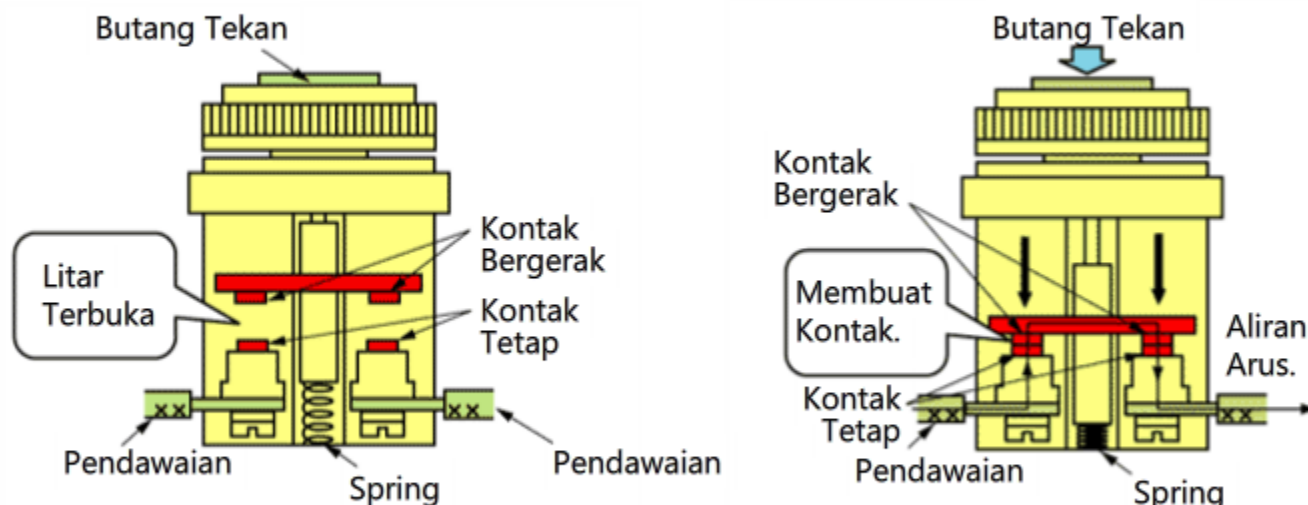 Butang Tekan
Litar
Terbuka
Kontak
Bergerak
Kontak
Tetap
Pendawaian
Spring
Pendawaian
Butang Tekan
Kontak
Bergerak
Membuat
Kontak.
Aliran
Arus.
Kontak
Tetap
Pendawaian
Spring